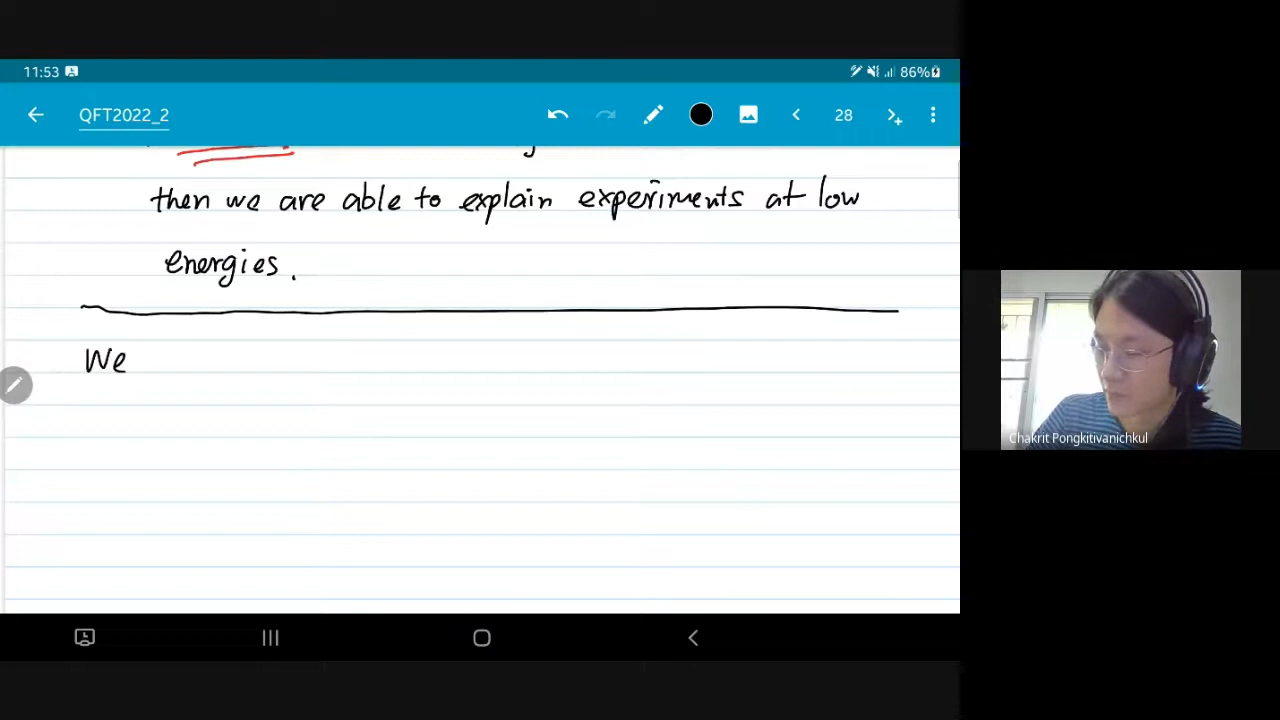 11:53 86%
QFT2022_2 28
then we are able to explain experiments at low
energies.
We
Chakrit Pongkitivanichkul